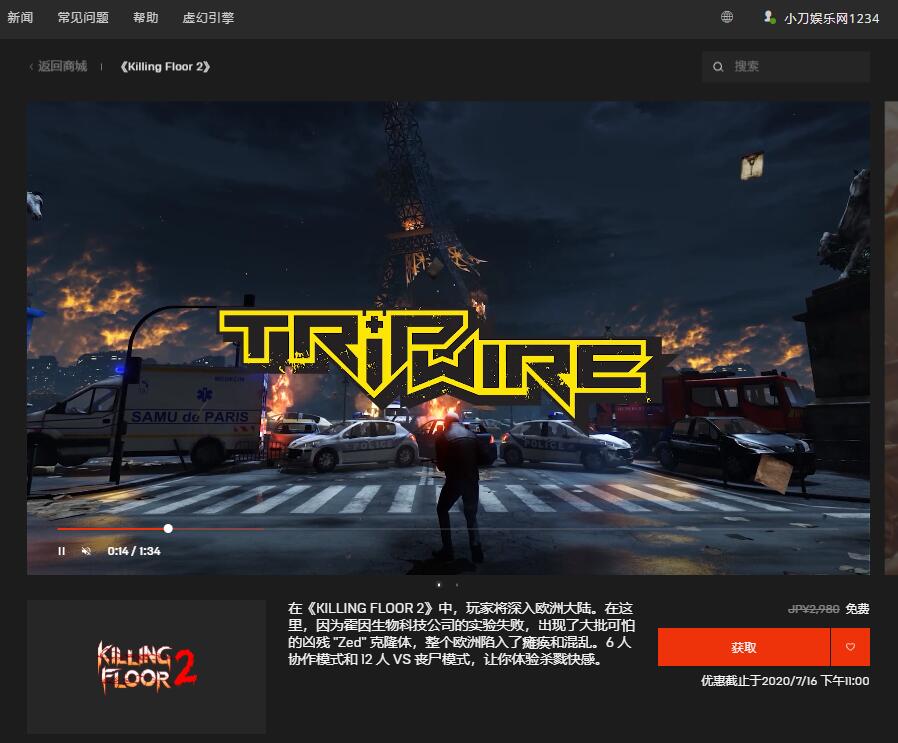 新闻 常见问题 帮助 虚幻引擎 小刀娱乐网1234
返回商城 《Killing Floor 2》 搜索
TRiPWIRE
MEDECIN
SAMU de PARIS
POLICE POLICE
0:14 / 1:34
在《KILLING FLOOR 2》中，玩家将深入欧洲大陆。在这
里，因为霍因生物科技公司的实验失败，出现了大批可怕
的凶残 "Zed" 克隆体，整个欧洲陷入了瘫痪和混乱。6 人
协作模式和 12 人 VS 丧尸模式，让你体验杀戮快感。
KILLING
FLOOR 2
JPY2,980 免费
获取
优惠截止于2020/7/16 下午11:00